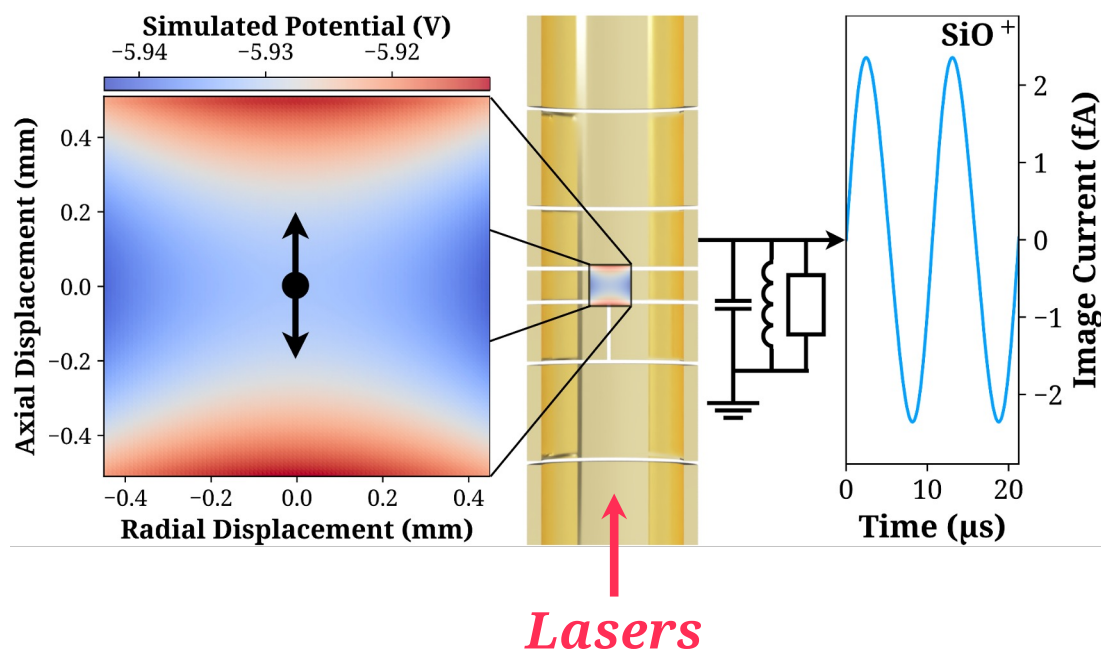 Simulated Potential (V)
−5.94 −5.93 −5.92
Axial Displacement (mm)
0.4
0.2
0.0
−0.2
−0.4
−0.4 −0.2 0.0 0.2 0.4
Radial Displacement (mm)
SiO⁺
2
1
0
−1
−2
Image Current (fA)
0 10 20
Time (μs)
Lasers